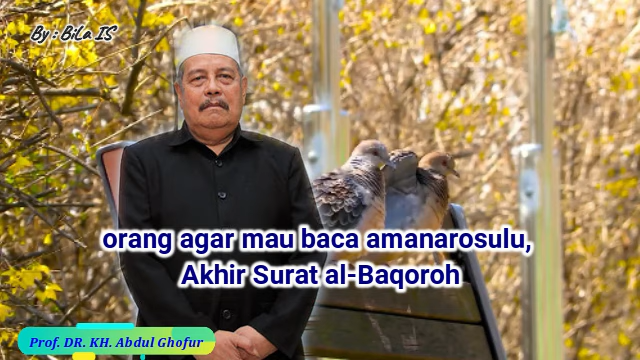 By : BiLa IS
orang agar mau baca amanarosulu,
Akhir Surat al-Baqoroh
Prof. DR. KH. Abdul Ghofur